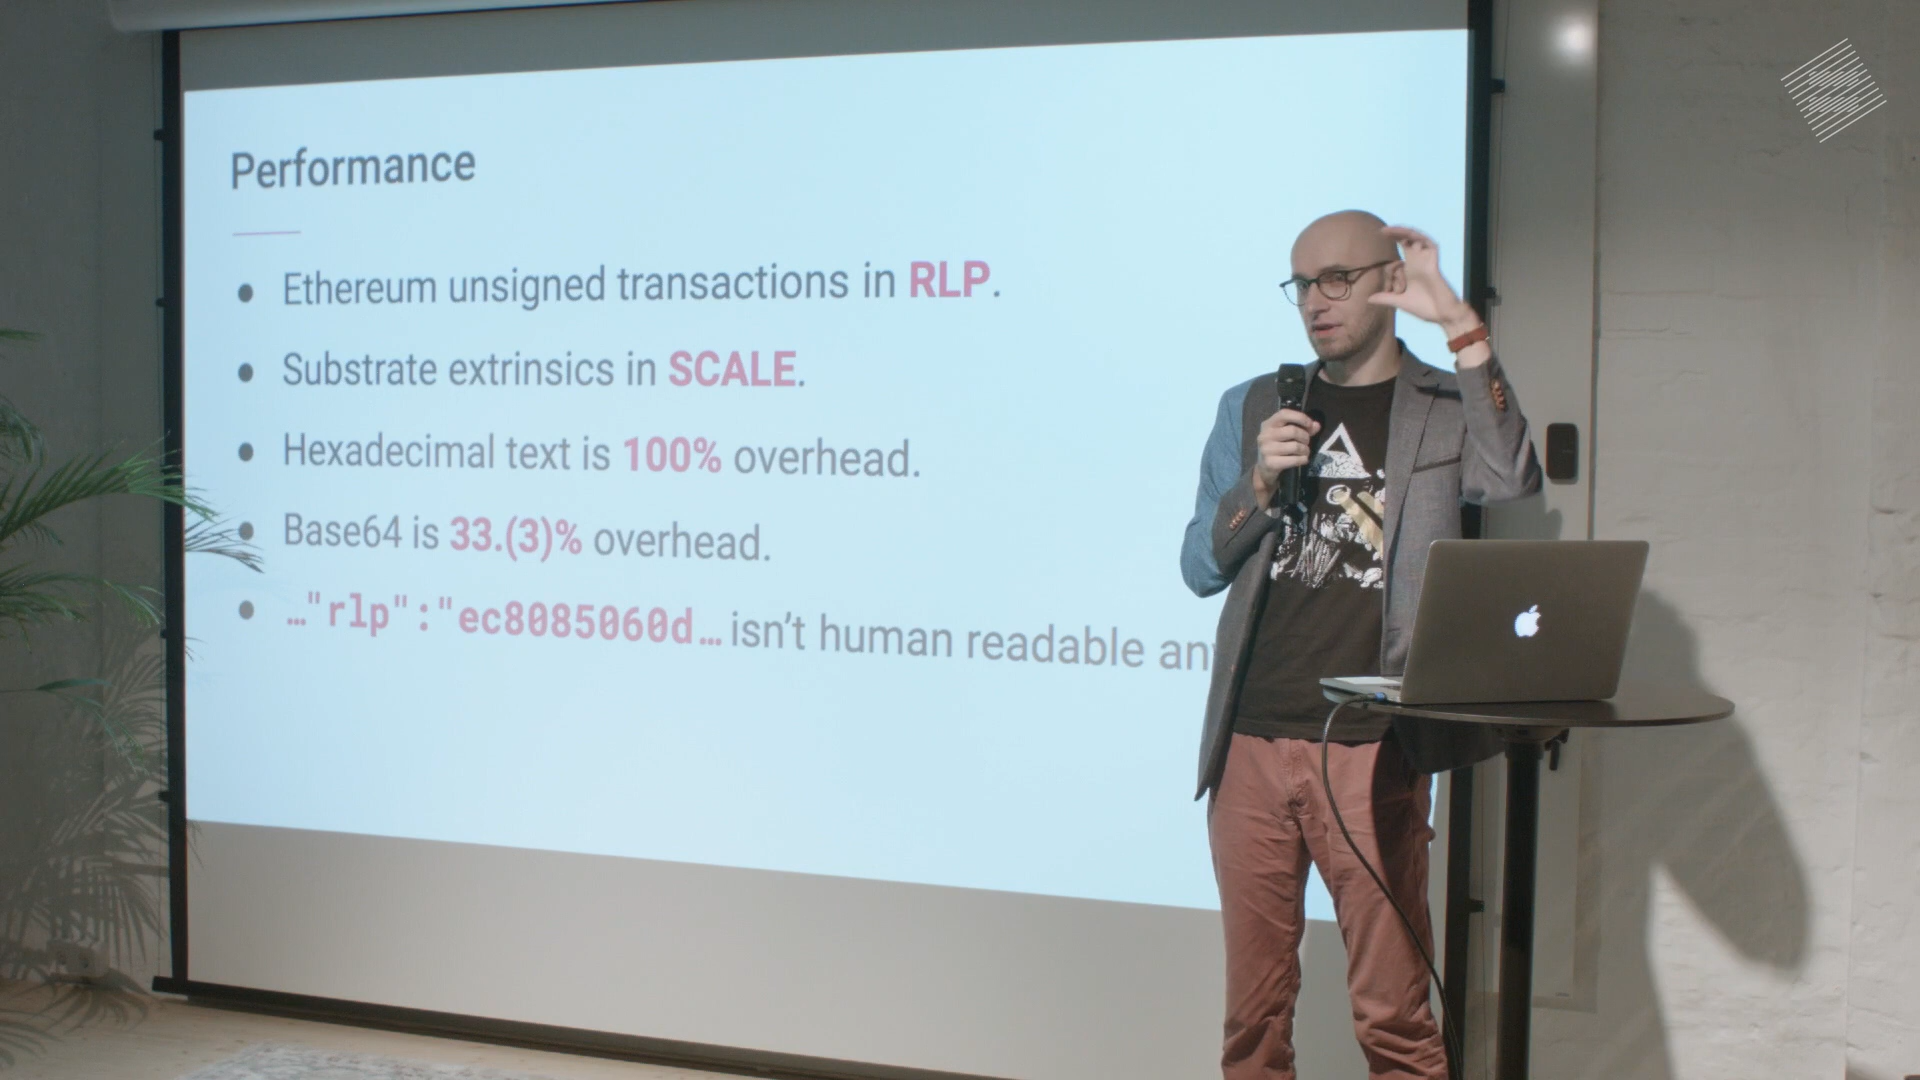 Performance
Ethereum unsigned transactions in RLP.
Substrate extrinsics in SCALE.
Hexadecimal text is 100% overhead.
Base64 is 33.(3)% overhead.
…"rlp":"ec8085060d… isn't human readable